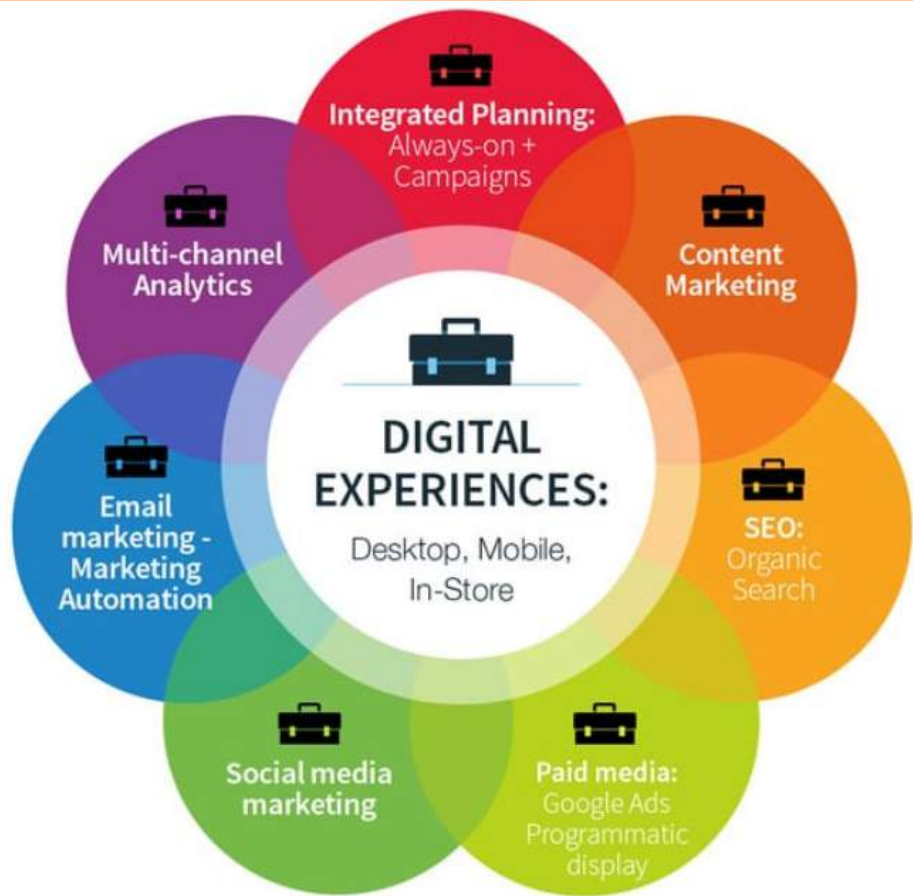 Integrated Planning:
Always-on +
Campaigns
Content
Marketing
SEO:
Organic
Search
Paid media:
Google Ads
Programmatic
display
Social media
marketing
Email
marketing -
Marketing
Automation
Multi-channel
Analytics
DIGITAL
EXPERIENCES:
Desktop, Mobile,
In-Store